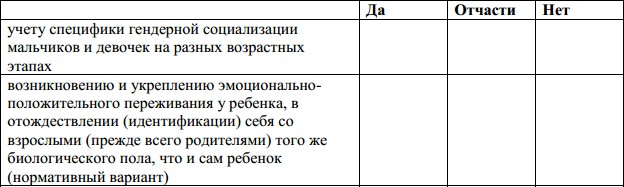 Да Отчасти Нет
учету специфики гендерной социализации
мальчиков и девочек на разных возрастных
этапах
возникновению и укреплению эмоционально-
положительного переживания у ребенка, в
отождествлении (идентификации) себя со
взрослыми (прежде всего родителями) того же
биологического пола, что и сам ребенок
(нормативный вариант)